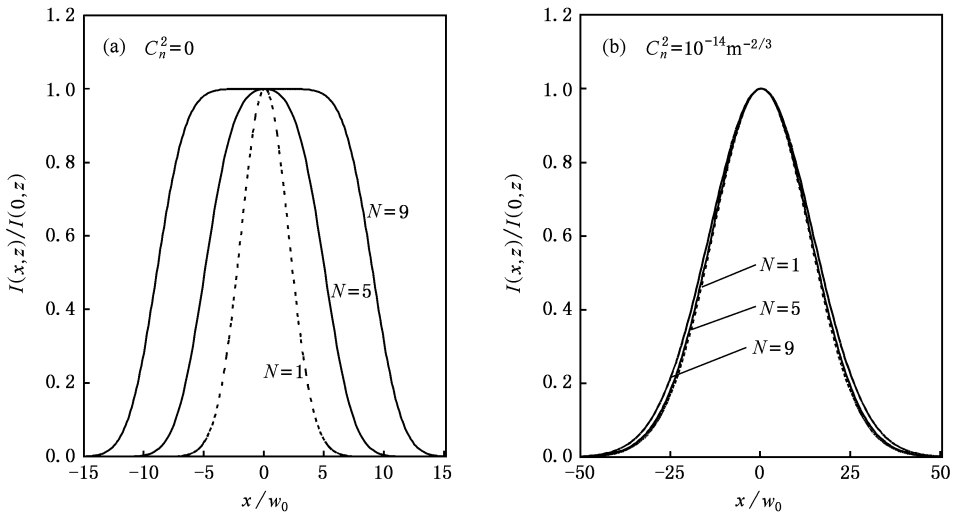 (a) C_n^2=0
I(x,z)/I(0,z)
1.2
1.0
0.8
0.6
0.4
0.2
0.0
N=9
N=5
N=1
−15 −10 −5 0 5 10 15
x/w_0
(b) C_n^2=10^{−14}m^{−2/3}
I(x,z)/I(0,z)
1.2
1.0
0.8
0.6
0.4
0.2
0.0
N=1
N=5
N=9
−50 −25 0 25 50
x/w_0